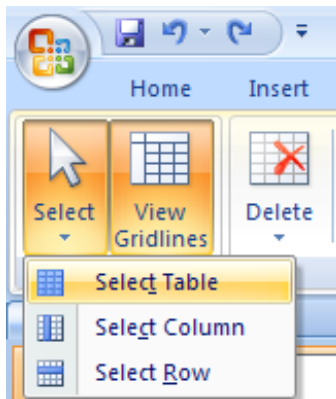 Home Insert
Select View Gridlines Delete
Select Table
Select Column
Select Row